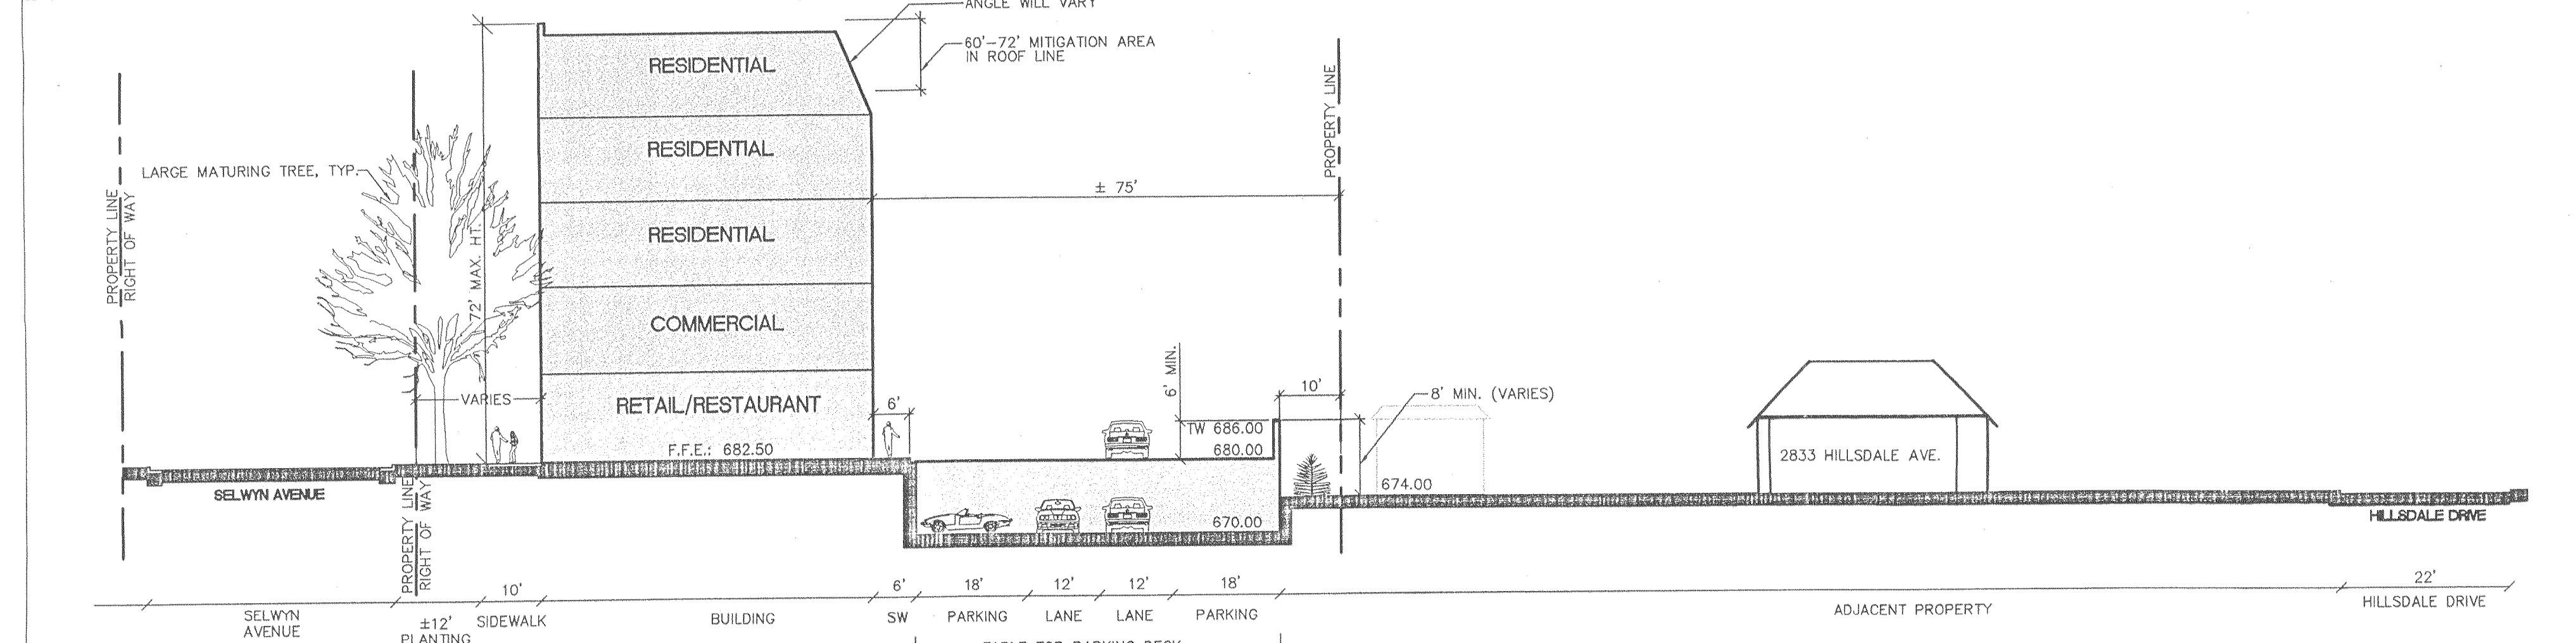 ANGLE WILL VARY
60'-72' MITIGATION AREA
IN ROOF LINE
RESIDENTIAL
RESIDENTIAL
RESIDENTIAL
COMMERCIAL
RETAIL/RESTAURANT
F.F.E.: 682.50
LARGE MATURING TREE, TYP.
PROPERTY LINE
RIGHT OF WAY
72' MAX. HT.
VARIES
± 75'
PROPERTY LINE
6'
6' MIN.
10'
8' MIN. (VARIES)
TW 686.00
680.00
670.00
674.00
2833 HILLSDALE AVE.
SELWYN AVENUE
PROPERTY LINE
RIGHT OF WAY
HILLSDALE DRIVE
10'
6'
18'
12'
12'
18'
22'
SELWYN
AVENUE
±12'
PLANTING
SIDEWALK
BUILDING
SW
PARKING
LANE
LANE
PARKING
ADJACENT PROPERTY
HILLSDALE DRIVE
TOP PARKING DECK